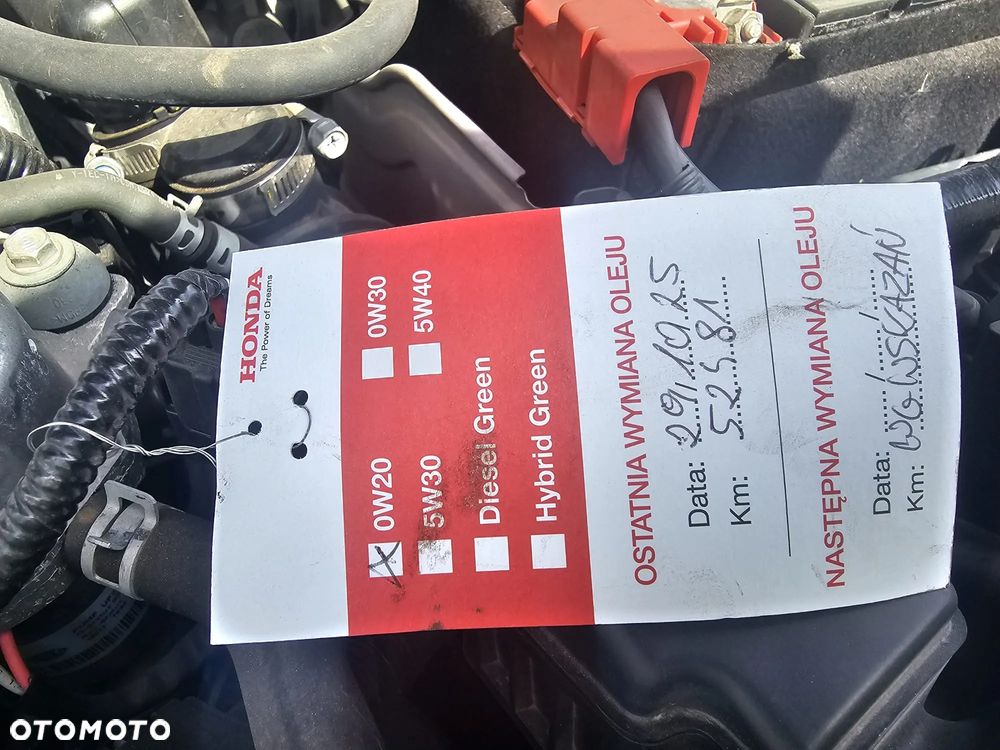 HONDA
The Power of Dreams
0W20
0W30
5W30
5W40
Diesel Green
Hybrid Green
OSTATNIA WYMIANA OLEJU
Data: 29.10.25
Km: 52581
NASTĘPNA WYMIANA OLEJU
Data:
Km: WG WSKAZAŃ
OTOMOTO